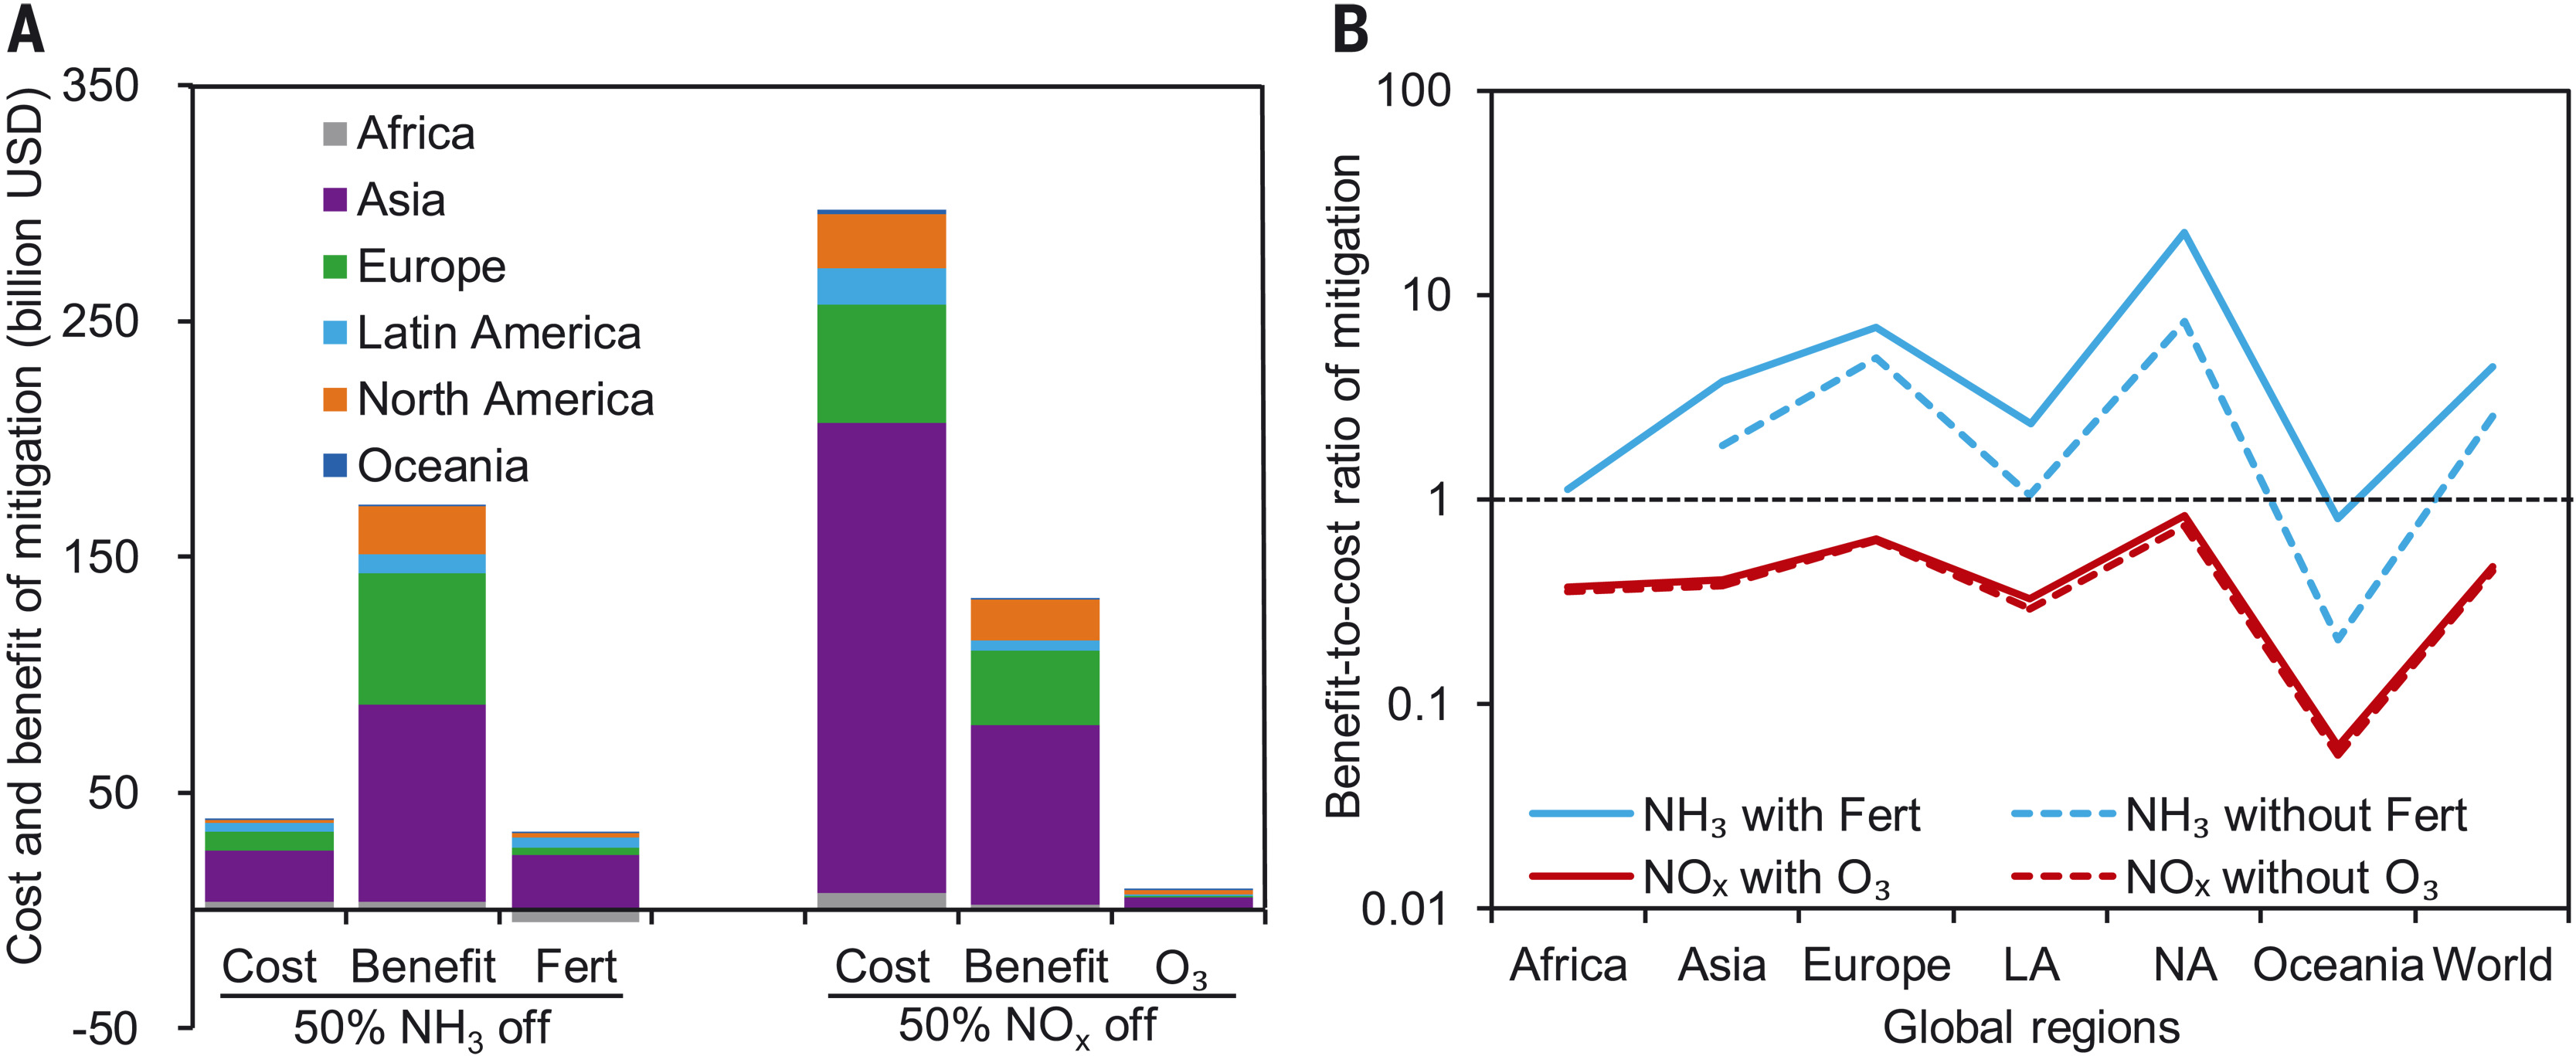 A
Cost and benefit of mitigation (billion USD)
350
250
150
50
-50
Africa
Asia
Europe
Latin America
North America
Oceania
Cost Benefit Fert
50% NH₃ off
Cost Benefit O₃
50% NOₓ off
B
Benefit-to-cost ratio of mitigation
100
10
1
0.1
0.01
NH₃ with Fert NH₃ without Fert
NOₓ with O₃ NOₓ without O₃
Africa Asia Europe LA NA Oceania World
Global regions